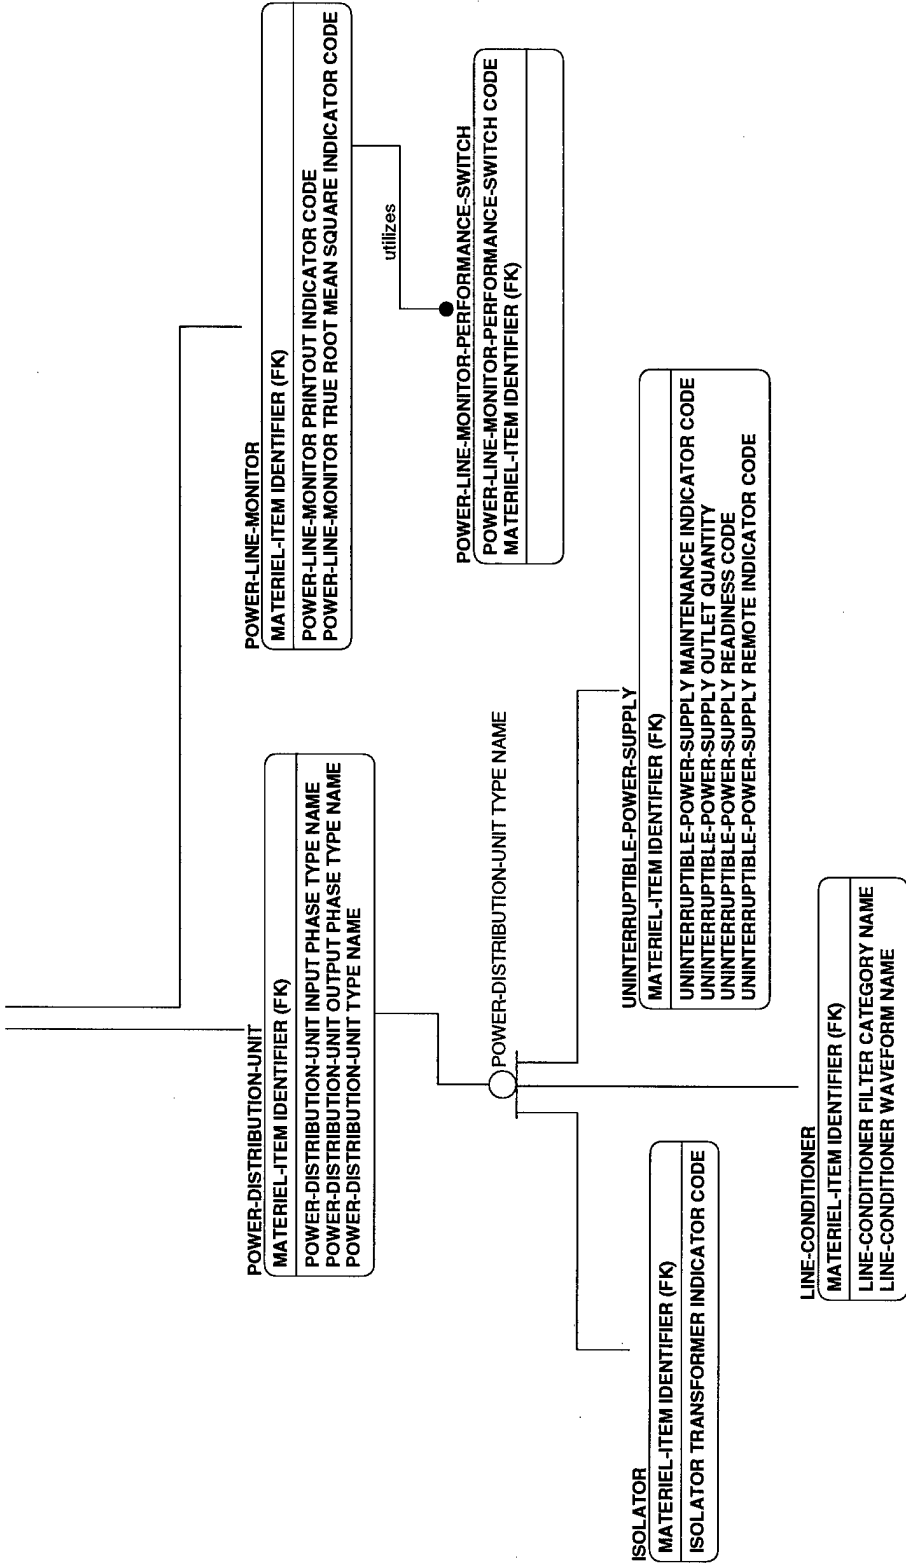 POWER-DISTRIBUTION-UNIT
MATERIEL-ITEM IDENTIFIER (FK)
POWER-DISTRIBUTION-UNIT INPUT PHASE TYPE NAME
POWER-DISTRIBUTION-UNIT OUTPUT PHASE TYPE NAME
POWER-DISTRIBUTION-UNIT TYPE NAME
POWER-LINE-MONITOR
MATERIEL-ITEM IDENTIFIER (FK)
POWER-LINE-MONITOR PRINTOUT INDICATOR CODE
POWER-LINE-MONITOR TRUE ROOT MEAN SQUARE INDICATOR CODE
utilizes
POWER-LINE-MONITOR-PERFORMANCE-SWITCH
POWER-LINE-MONITOR-PERFORMANCE-SWITCH CODE
MATERIEL-ITEM IDENTIFIER (FK)
POWER-DISTRIBUTION-UNIT TYPE NAME
ISOLATOR
MATERIEL-ITEM IDENTIFIER (FK)
ISOLATOR TRANSFORMER INDICATOR CODE
UNINTERRUPTIBLE-POWER-SUPPLY
MATERIEL-ITEM IDENTIFIER (FK)
UNINTERRUPTIBLE-POWER-SUPPLY MAINTENANCE INDICATOR CODE
UNINTERRUPTIBLE-POWER-SUPPLY OUTLET QUANTITY
UNINTERRUPTIBLE-POWER-SUPPLY READINESS CODE
UNINTERRUPTIBLE-POWER-SUPPLY REMOTE INDICATOR CODE
LINE-CONDITIONER
MATERIEL-ITEM IDENTIFIER (FK)
LINE-CONDITIONER FILTER CATEGORY NAME
LINE-CONDITIONER WAVEFORM NAME